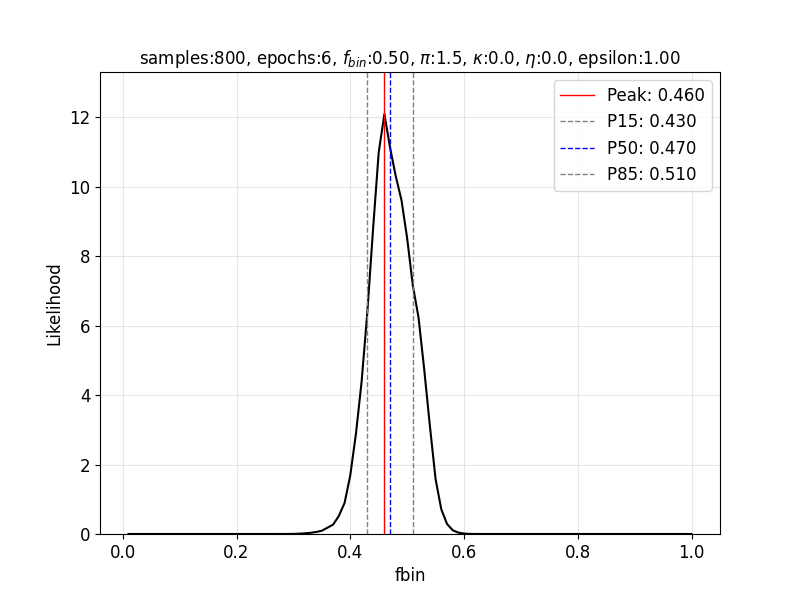 samples:800, epochs:6, f_bin:0.50, π:1.5, κ:0.0, η:0.0, epsilon:1.00
Peak: 0.460
P15: 0.430
P50: 0.470
P85: 0.510
12
10
8
6
4
2
0
Likelihood
0.0 0.2 0.4 0.6 0.8 1.0
fbin